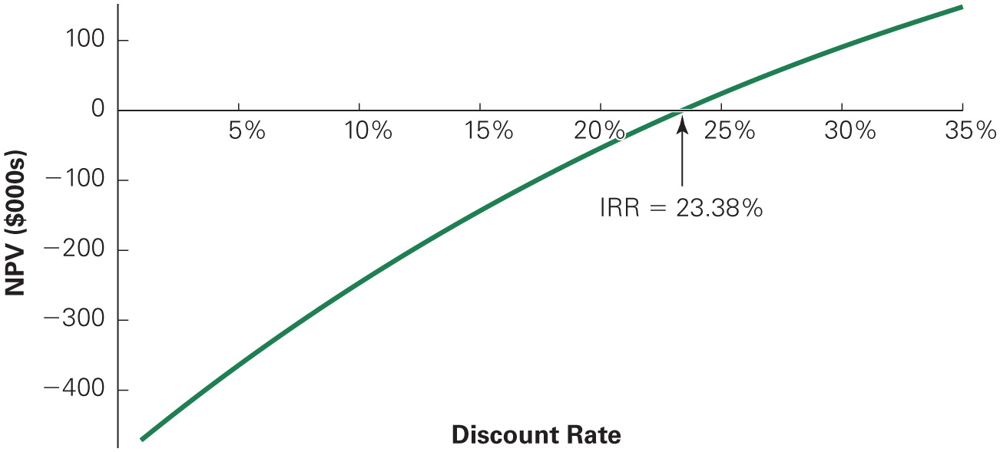 100
0
−100
−200
−300
−400
NPV ($000s)
5% 10% 15% 20% 25% 30% 35%
IRR = 23.38%
Discount Rate